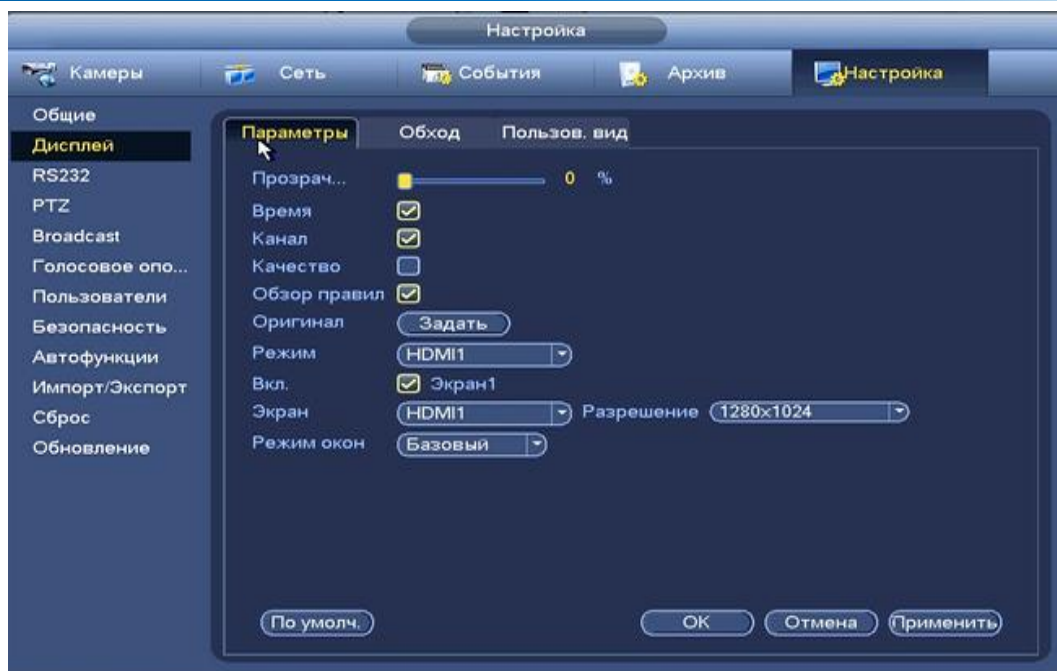 Настройка
Камеры Сеть События Архив Настройка
Общие
Дисплей
RS232
PTZ
Broadcast
Голосовое опо...
Пользователи
Безопасность
Автофункции
Импорт/Экспорт
Сброс
Обновление
Параметры Обход Пользов. вид
Прозрач... 0 %
Время
Канал
Качество
Обзор правил
Оригинал Задать
Режим HDMI1
Вкл. Экран1
Экран HDMI1 Разрешение 1280x1024
Режим окон Базовый
По умолч. OK Отмена Применить